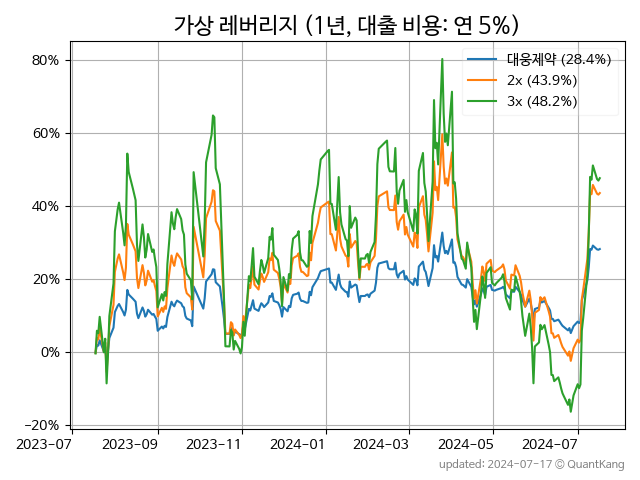 가상 레버리지 (1년, 대출 비용: 연 5%)
80%
60%
40%
20%
0%
−20%
대웅제약 (28.4%)
2x (43.9%)
3x (48.2%)
2023-07 2023-09 2023-11 2024-01 2024-03 2024-05 2024-07
updated: 2024-07-17 © QuantKang